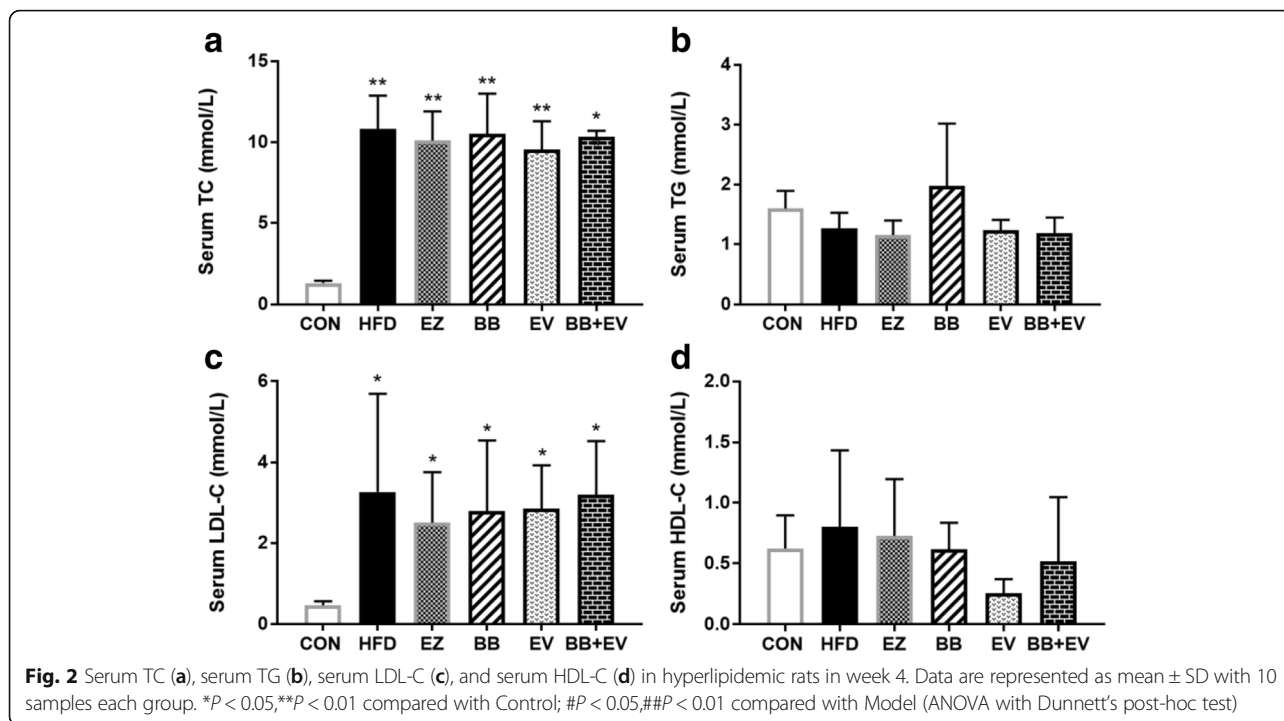 a
b
15
10
5
0
Serum TC (mmol/L)
**
**
**
**
*
CON HFD EZ BB EV BB+EV
4
3
2
1
0
Serum TG (mmol/L)
CON HFD EZ BB EV BB+EV
c
d
6
4
2
0
Serum LDL-C (mmol/L)
*
*
*
*
*
CON HFD EZ BB EV BB+EV
2.0
1.5
1.0
0.5
0.0
Serum HDL-C (mmol/L)
CON HFD EZ BB EV BB+EV
Fig. 2 Serum TC (a), serum TG (b), serum LDL-C (c), and serum HDL-C (d) in hyperlipidemic rats in week 4. Data are represented as mean ± SD with 10
samples each group. *P < 0.05,**P < 0.01 compared with Control; #P < 0.05,##P < 0.01 compared with Model (ANOVA with Dunnett's post-hoc test)